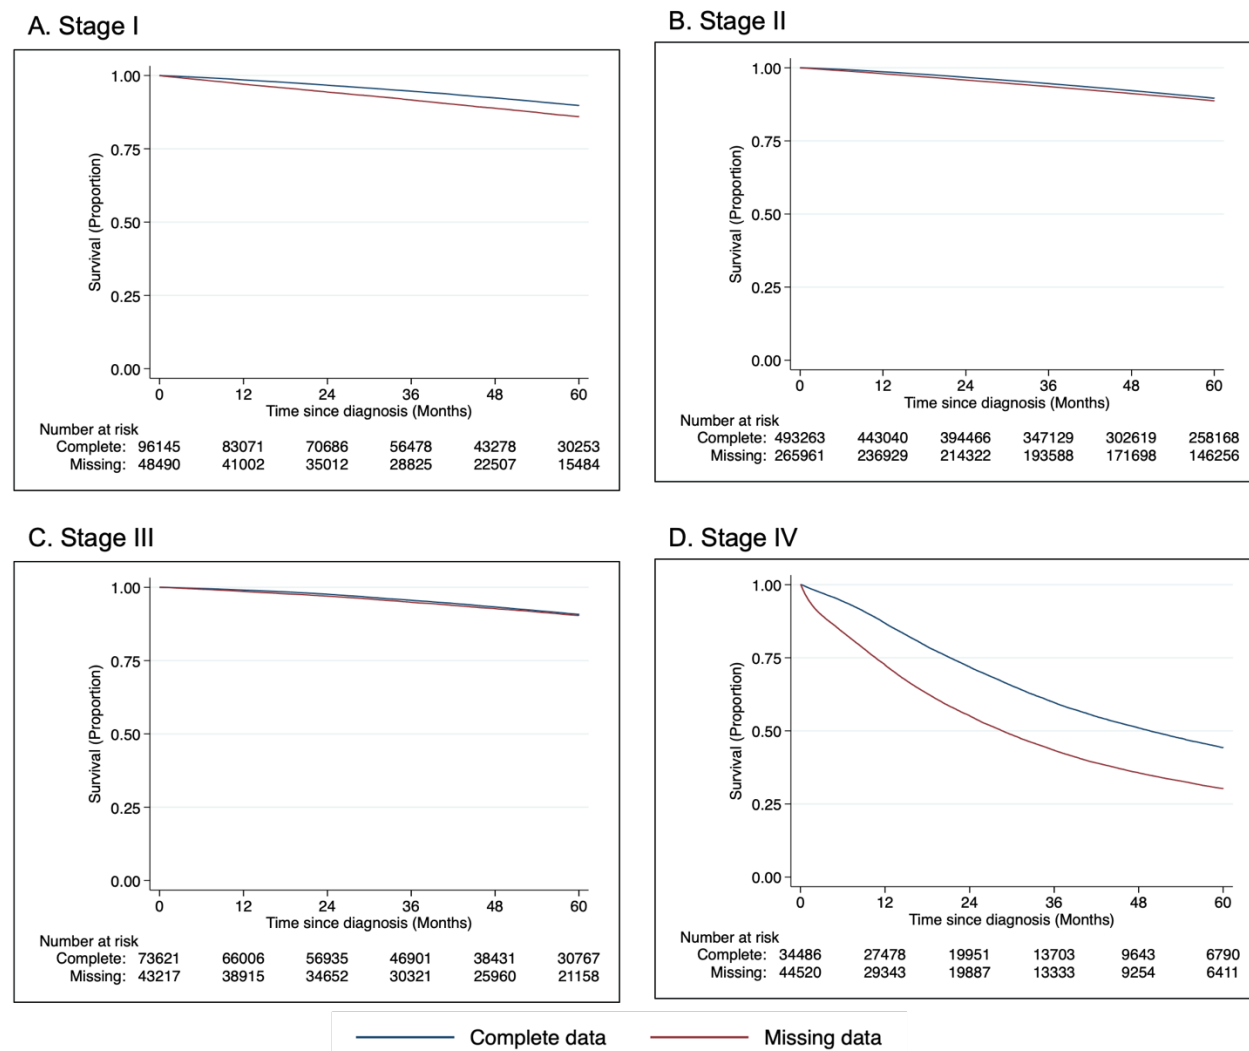 A. Stage I
1.00
0.75
0.50
0.25
0.00
Survival (Proportion)
0 12 24 36 48 60
Time since diagnosis (Months)
Number at risk
Complete: 96145 83071 70686 56478 43278 30253
Missing: 48490 41002 35012 28825 22507 15484
B. Stage II
1.00
0.75
0.50
0.25
0.00
Survival (Proportion)
0 12 24 36 48 60
Time since diagnosis (Months)
Number at risk
Complete: 493263 443040 394466 347129 302619 258168
Missing: 265961 236929 214322 193588 171698 146256
C. Stage III
1.00
0.75
0.50
0.25
0.00
Survival (Proportion)
0 12 24 36 48 60
Time since diagnosis (Months)
Number at risk
Complete: 73621 66006 56935 46901 38431 30767
Missing: 43217 38915 34652 30321 25960 21158
D. Stage IV
1.00
0.75
0.50
0.25
0.00
Survival (Proportion)
0 12 24 36 48 60
Time since diagnosis (Months)
Number at risk
Complete: 34486 27478 19951 13703 9643 6790
Missing: 44520 29343 19887 13333 9254 6411
Complete data Missing data